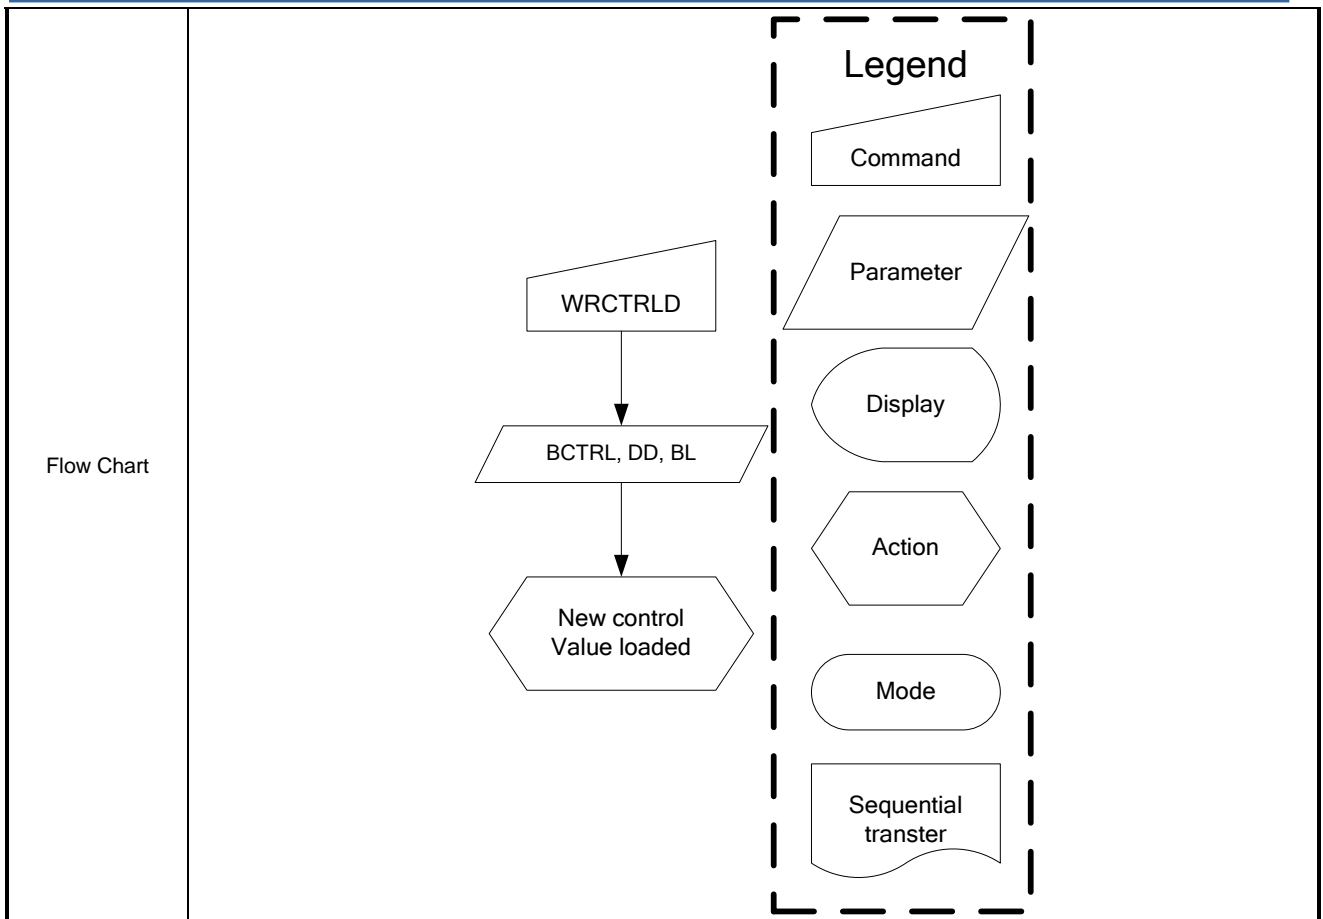 Flow Chart
WRCTRLD
BCTRL, DD, BL
New control
Value loaded
Legend
Command
Parameter
Display
Action
Mode
Sequential
transter